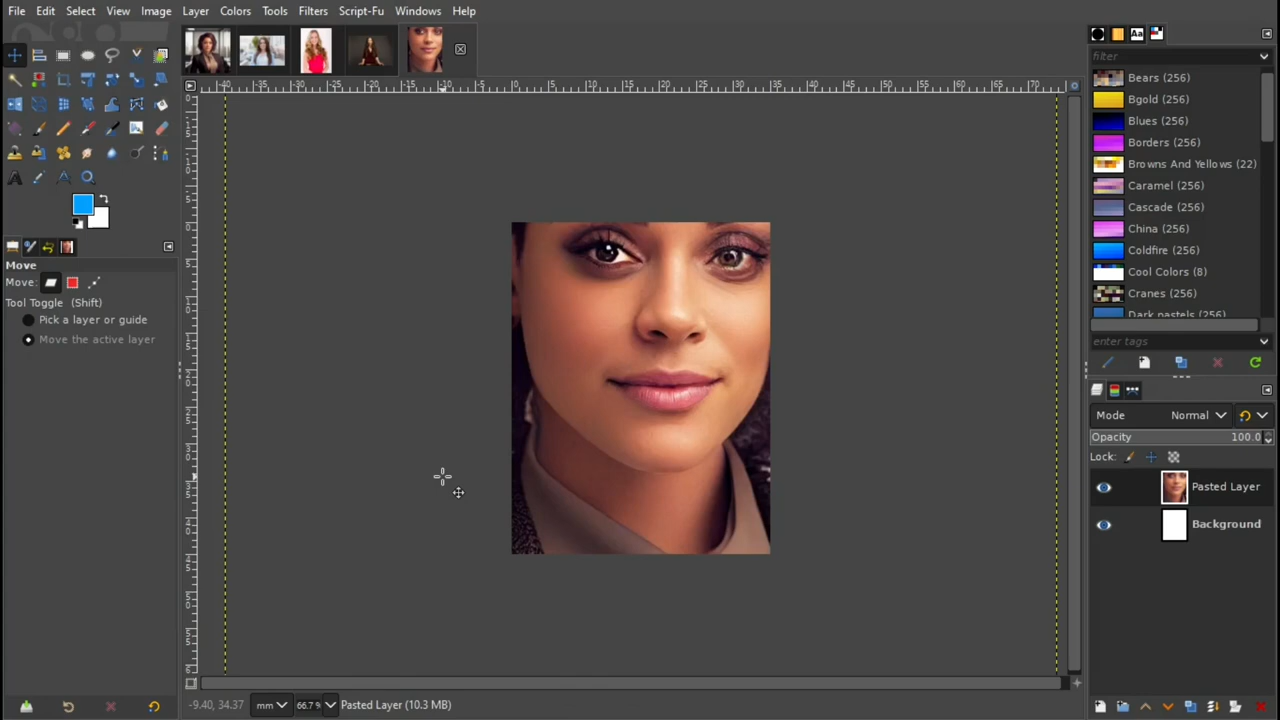 File Edit Select View Image Layer Colors Tools Filters Script-Fu Windows Help
filter
Bears (256)
Bgold (256)
Blues (256)
Borders (256)
Browns And Yellows (22)
Caramel (256)
Cascade (256)
China (256)
Coldfire (256)
Cool Colors (8)
Cranes (256)
Dark pastels (256)
enter tags
Move
Move:
Tool Toggle (Shift)
Pick a layer or guide
Move the active layer
Mode Normal
Opacity 100.0
Lock:
Pasted Layer
Background
-9.40, 34.37 mm 66.7 % Pasted Layer (10.3 MB)